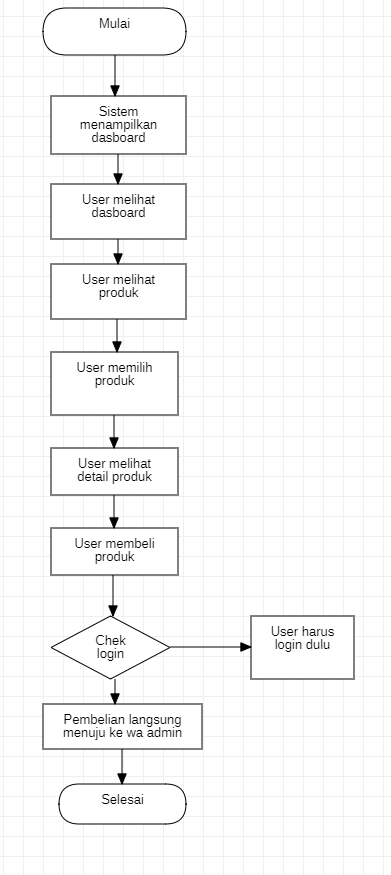 Mulai
Sistem
menampilkan
dasboard
User melihat
dasboard
User melihat
produk
User memilih
produk
User melihat
detail produk
User membeli
produk
Chek
login
User harus
login dulu
Pembelian langsung
menuju ke wa admin
Selesai